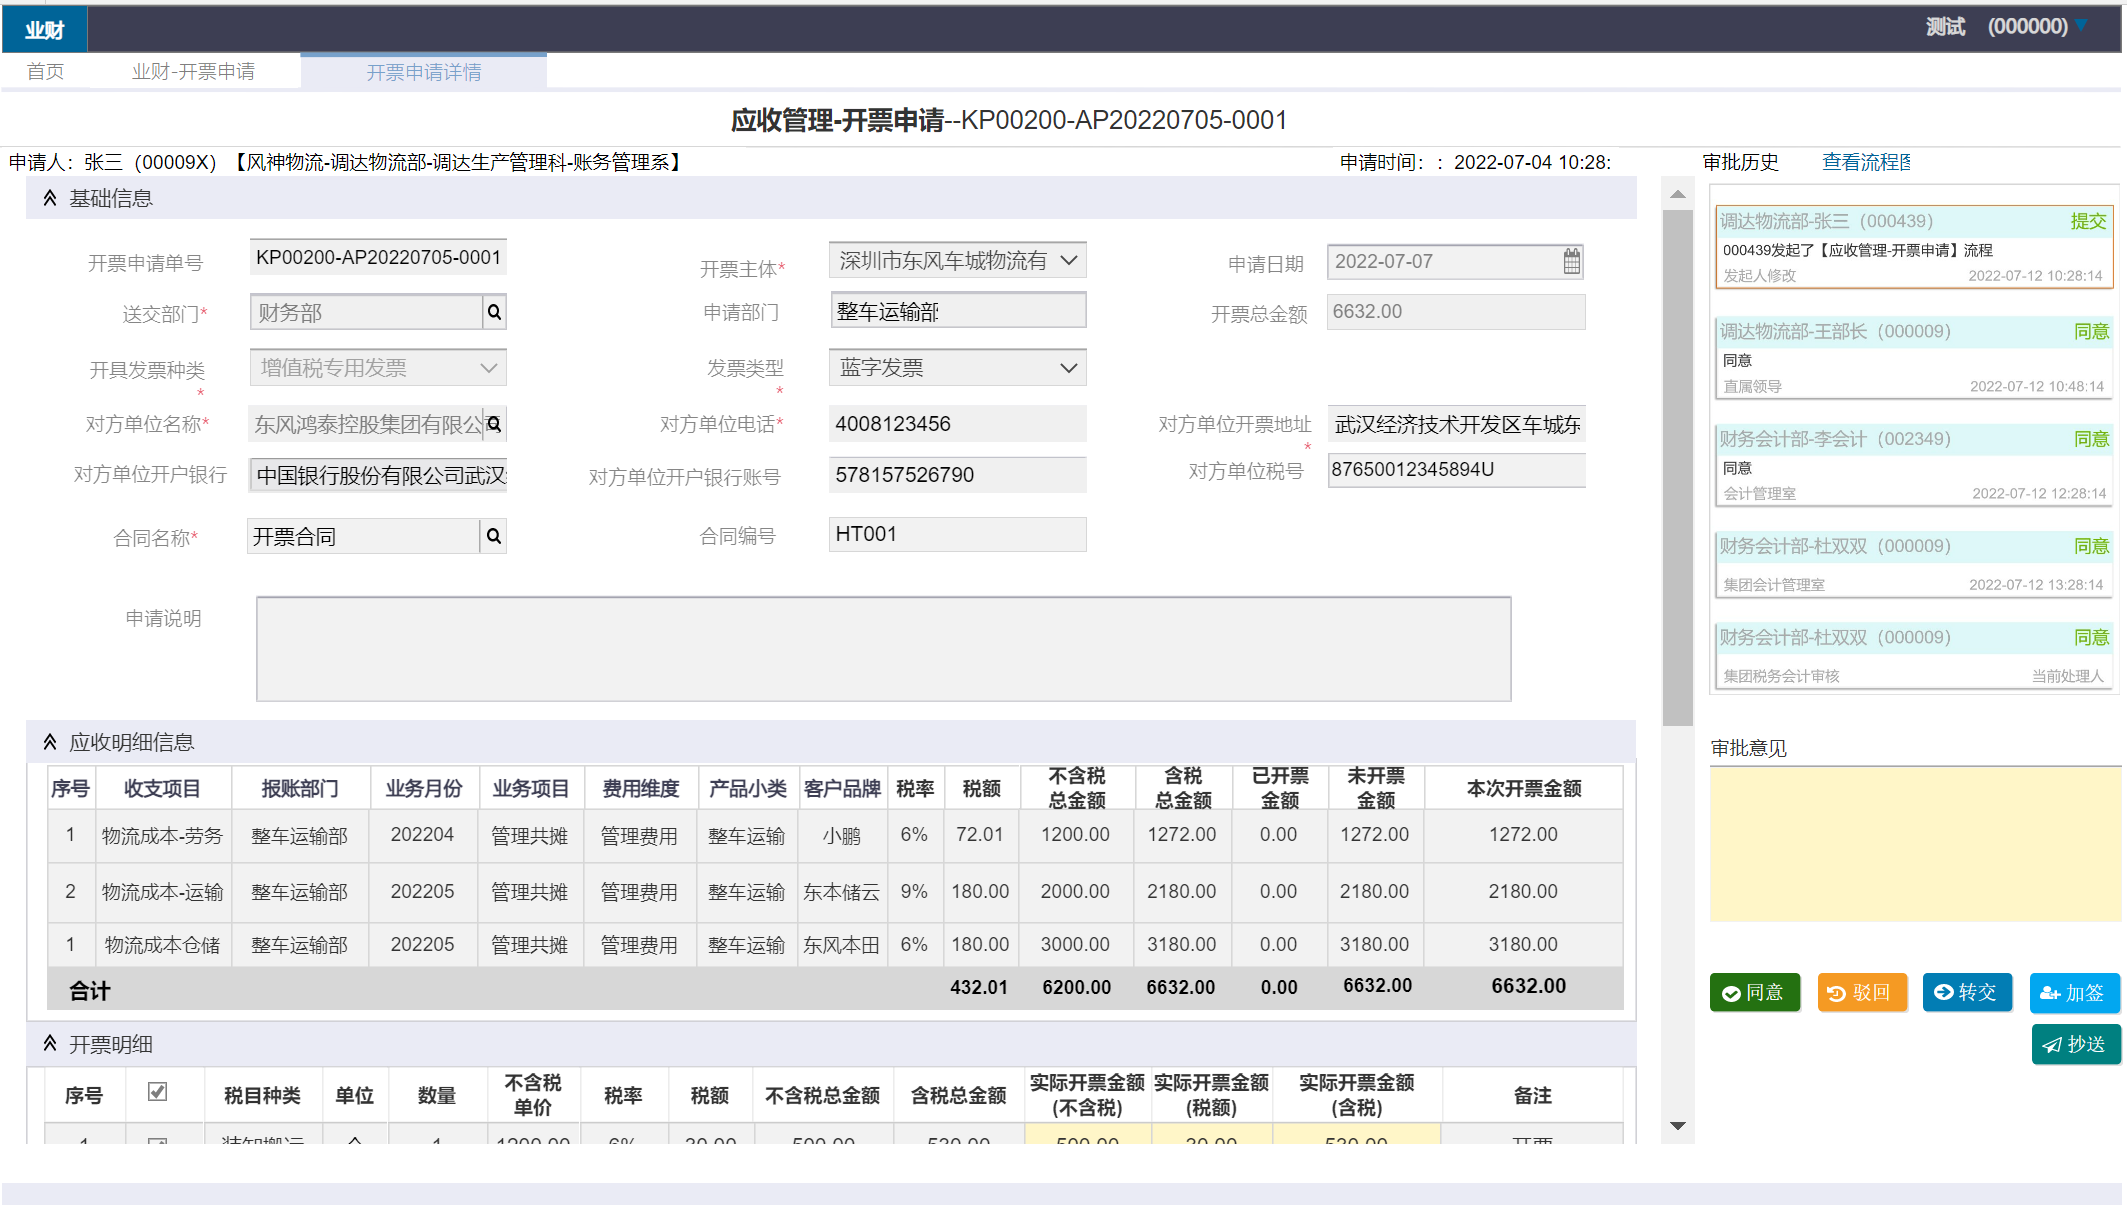 业财
测试 (000000)
首页 业财-开票申请 开票申请详情
应收管理-开票申请--KP00200-AP20220705-0001
申请人：张三（00009X）【风神物流-调达物流部-调达生产管理科-账务管理系】 申请时间：: 2022-07-04 10:28: 审批历史 查看流程图
基础信息
开票申请单号 KP00200-AP20220705-0001 开票主体* 深圳市东风车城物流有 申请日期 2022-07-07
送交部门* 财务部 申请部门 整车运输部 开票总金额 6632.00
开具发票种类* 增值税专用发票 发票类型* 蓝字发票
对方单位名称* 东风鸿泰控股集团有限公司 对方单位电话* 4008123456 对方单位开票地址* 武汉经济技术开发区车城东
对方单位开户银行 中国银行股份有限公司武汉 对方单位开户银行账号 578157526790 对方单位税号 87650012345894U
合同名称* 开票合同 合同编号 HT001
申请说明
应收明细信息
序号 收支项目 报账部门 业务月份 业务项目 费用维度 产品小类 客户品牌 税率 税额 不含税总金额 含税总金额 已开票金额 未开票金额 本次开票金额
1 物流成本-劳务 整车运输部 202204 管理共摊 管理费用 整车运输 小鹏 6% 72.01 1200.00 1272.00 0.00 1272.00 1272.00
2 物流成本-运输 整车运输部 202205 管理共摊 管理费用 整车运输 东本储云 9% 180.00 2000.00 2180.00 0.00 2180.00 2180.00
1 物流成本仓储 整车运输部 202205 管理共摊 管理费用 整车运输 东风本田 6% 180.00 3000.00 3180.00 0.00 3180.00 3180.00
合计 432.01 6200.00 6632.00 0.00 6632.00 6632.00
开票明细
序号 税目种类 单位 数量 不含税单价 税率 税额 不含税总金额 含税总金额 实际开票金额(不含税) 实际开票金额(税额) 实际开票金额(含税) 备注
1 装卸搬运 个 1 1200.00 6% 30.00 500.00 530.00 500.00 30.00 530.00 开票
调达物流部-张三（000439） 提交
000439发起了【应收管理-开票申请】流程
发起人修改 2022-07-12 10:28:14
调达物流部-王部长（000009） 同意
同意
直属领导 2022-07-12 10:48:14
财务会计部-李会计（002349） 同意
同意
会计管理室 2022-07-12 12:28:14
财务会计部-杜双双（000009） 同意
集团会计管理室 2022-07-12 13:28:14
财务会计部-杜双双（000009） 同意
集团税务会计审核 当前处理人
审批意见
同意 驳回 转交 加签
抄送